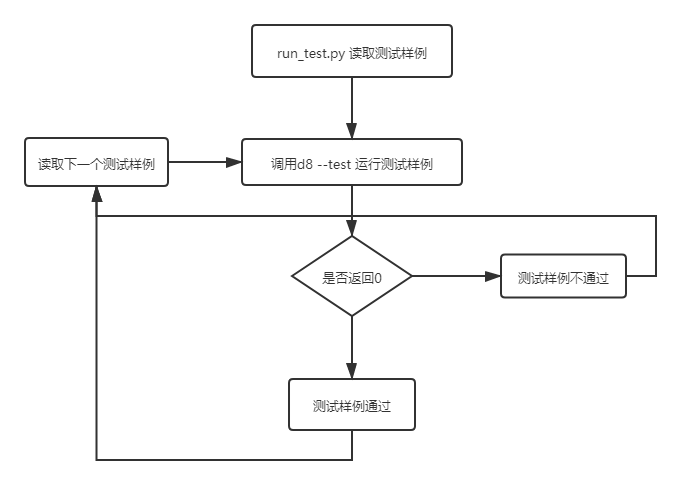 run_test.py 读取测试样例
读取下一个测试样例
调用d8 --test 运行测试样例
是否返回0
测试样例不通过
测试样例通过